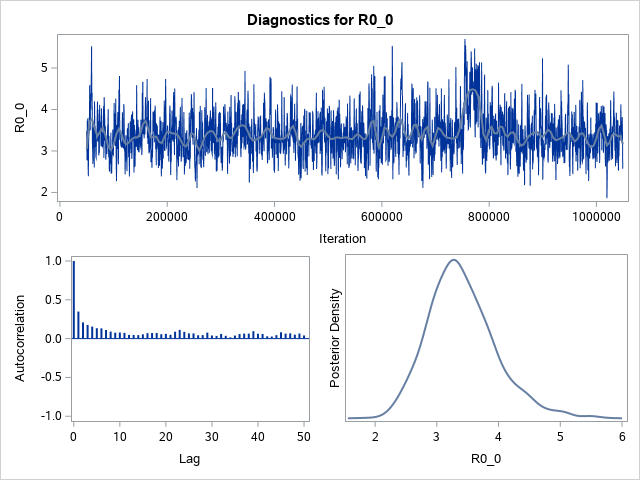 Diagnostics for R0_0
R0_0
5
4
3
2
0 200000 400000 600000 800000 1000000
Iteration
Autocorrelation
1.0
0.5
0.0
-0.5
-1.0
0 10 20 30 40 50
Lag
Posterior Density
2 3 4 5 6
R0_0